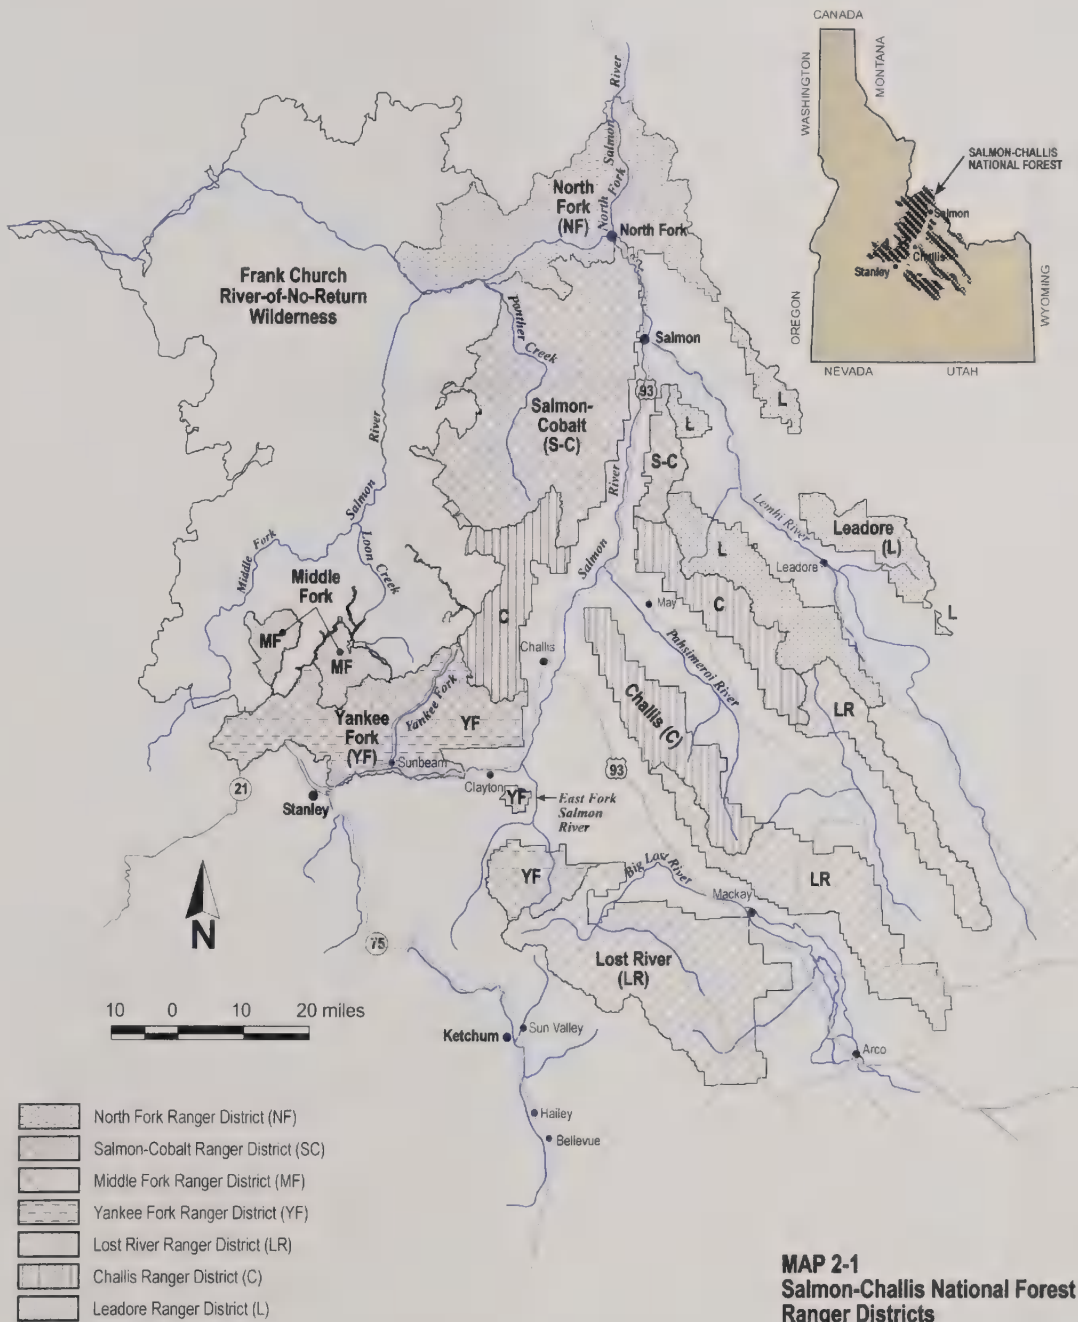 CANADA
WASHINGTON
MONTANA
SALMON-CHALLIS
NATIONAL FOREST
Salmon
Challis
Stanley
OREGON
WYOMING
NEVADA
UTAH
North Fork Salmon River
North
Fork
(NF)
North Fork
Frank Church
River-of-No-Return
Wilderness
Panther Creek
Salmon
93
Salmon-
Cobalt
(S-C)
L
L
S-C
River
Salmon
River
Salmon
Middle Fork
Loon Creek
Lemhi River
Leadore
(L)
Leadore
L
L
Middle
Fork
MF
MF
C
C
May
Challis
Pahsimeroi River
Challis (C)
LR
Yankee
Fork
(YF)
Yankee Fork
YF
Sunbeam
Clayton
93
21
Stanley
YF
East Fork
Salmon
River
YF
Big Lost River
LR
Mackay
N
75
Lost River
(LR)
10 0 10 20 miles
Ketchum
Sun Valley
Arco
Hailey
Bellevue
North Fork Ranger District (NF)
Salmon-Cobalt Ranger District (SC)
Middle Fork Ranger District (MF)
Yankee Fork Ranger District (YF)
Lost River Ranger District (LR)
Challis Ranger District (C)
Leadore Ranger District (L)
MAP 2-1
Salmon-Challis National Forest
Ranger Districts